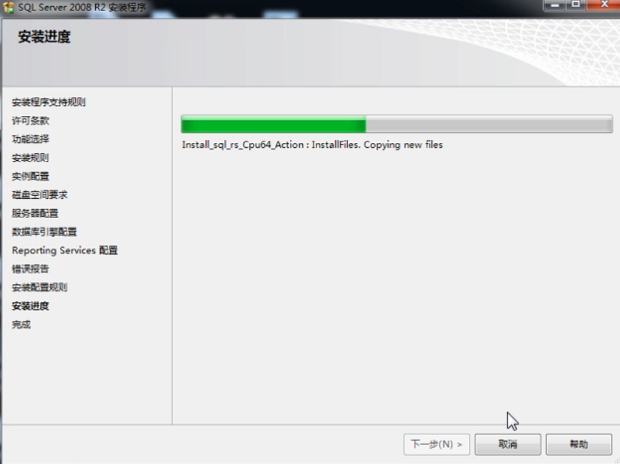 SQL Server 2008 R2 安装程序
安装进度
安装程序支持规则
许可条款
功能选择
安装规则
实例配置
磁盘空间要求
服务器配置
数据库引擎配置
Reporting Services 配置
错误报告
安装配置规则
安装进度
完成
Install_sql_rs_Cpu64_Action : InstallFiles. Copying new files
下一步(N) >
取消
帮助